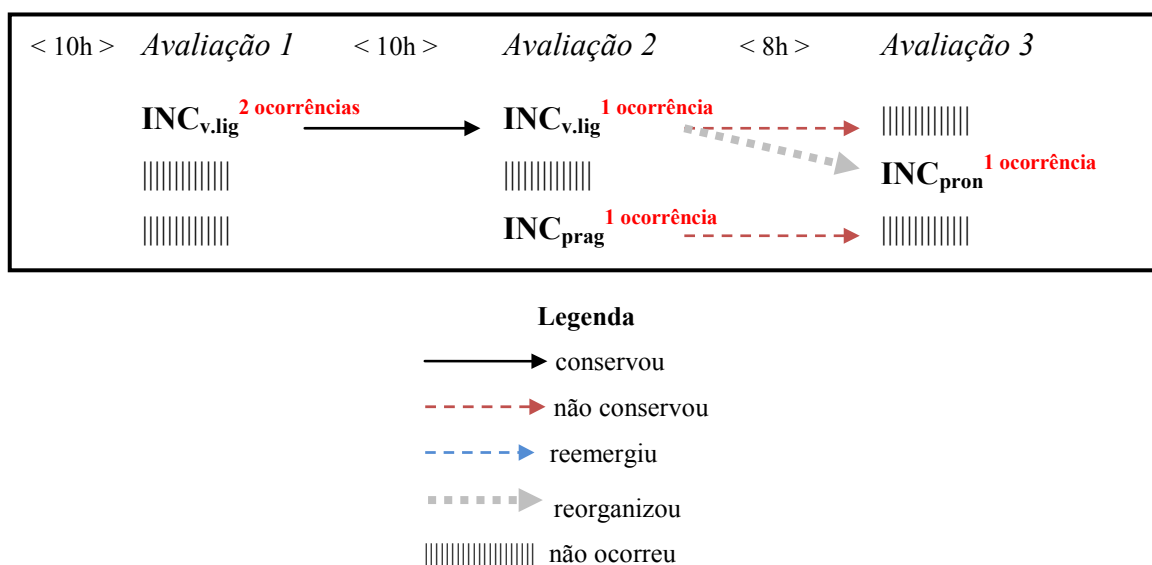 < 10h > Avaliação 1 < 10h > Avaliação 2 < 8h > Avaliação 3
INCv.lig 2 ocorrências INCv.lig 1 ocorrência
INCpron 1 ocorrência
INCprag 1 ocorrência
Legenda
conservou
não conservou
reemergiu
reorganizou
não ocorreu